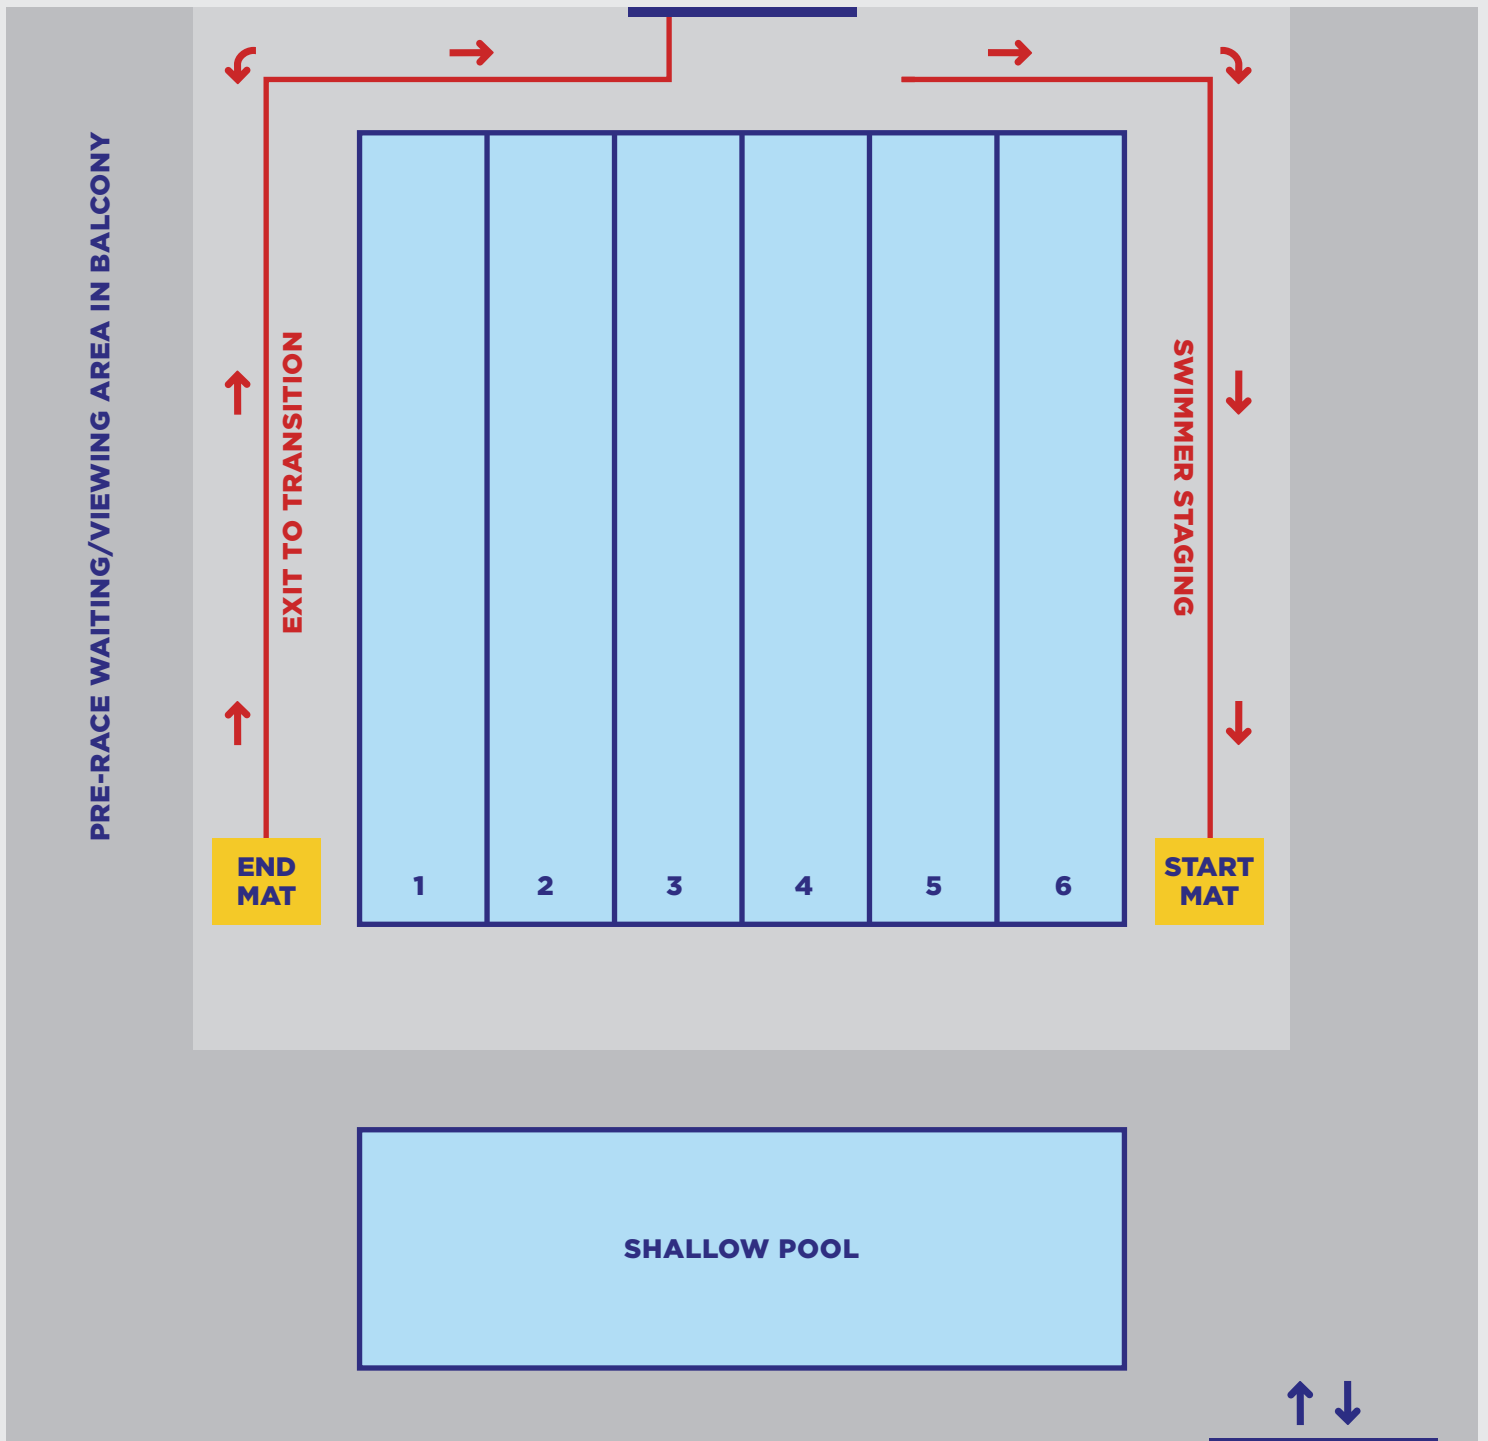 PRE-RACE WAITING/VIEWING AREA IN BALCONY
EXIT TO TRANSITION
SWIMMER STAGING
END
MAT
1
2
3
4
5
6
START
MAT
SHALLOW POOL